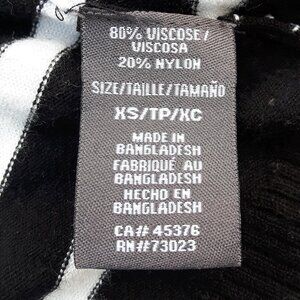 80% VISCOSE/
VISCOSA
20% NYLON
SIZE/TAILLE/TAMAÑO
XS/TP/XC
MADE IN
BANGLADESH
FABRIQUÉ AU
BANGLADESH
HECHO EN
BANGLADESH
CA# 45376
RN#73023